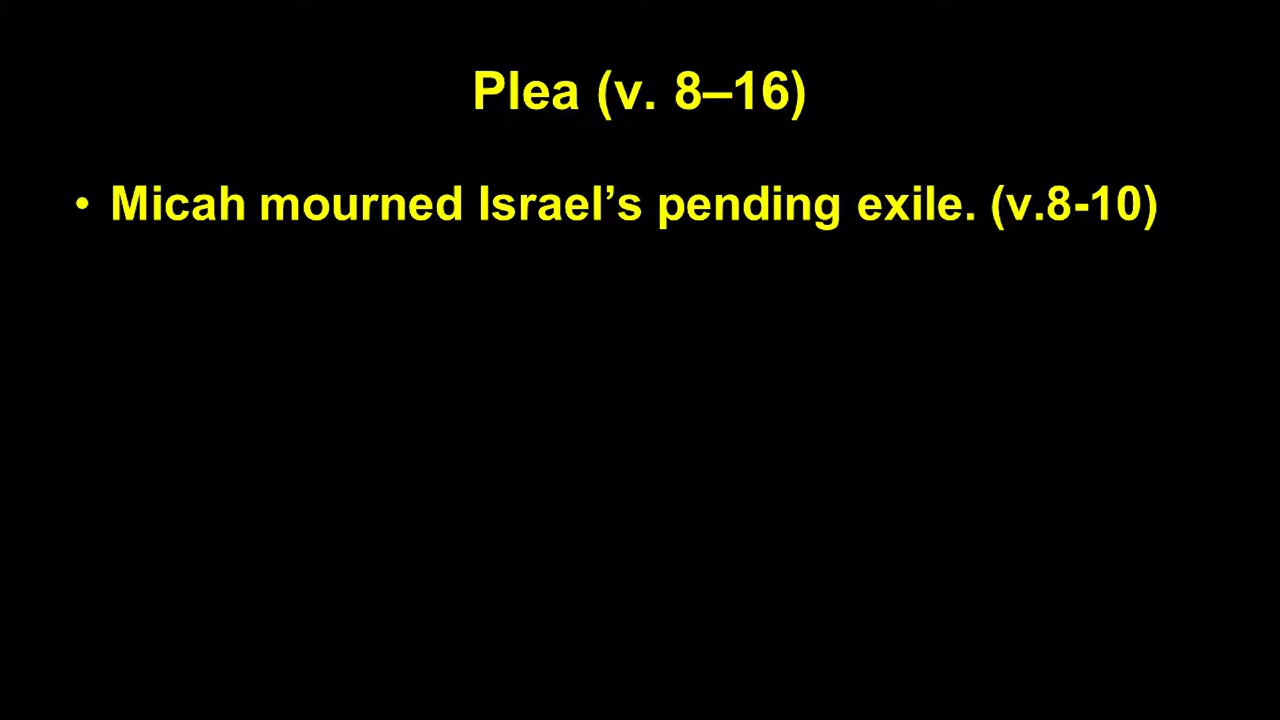 Plea (v. 8–16)
• Micah mourned Israel’s pending exile. (v.8-10)